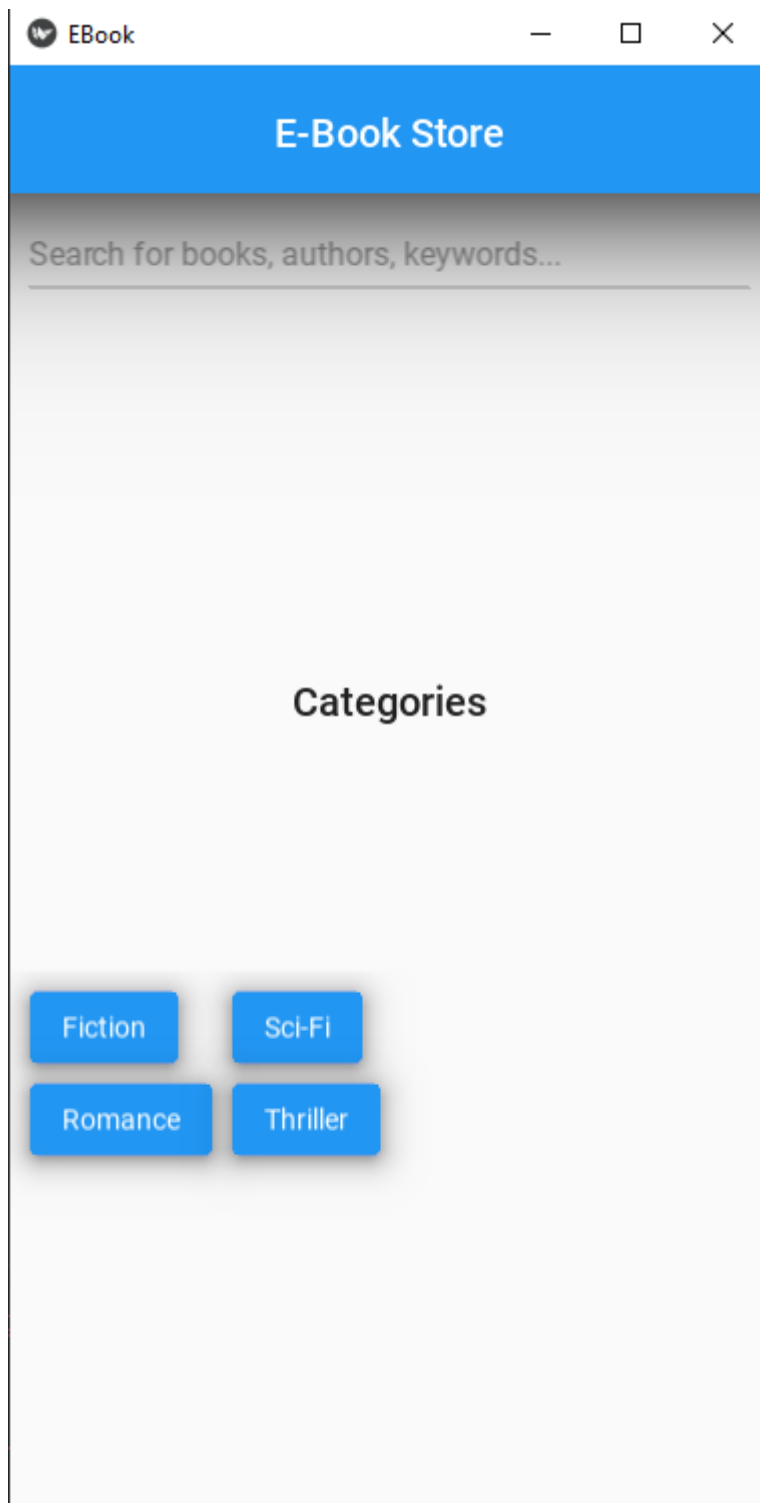 EBook
E-Book Store
Search for books, authors, keywords...
Categories
Fiction Sci-Fi
Romance Thriller